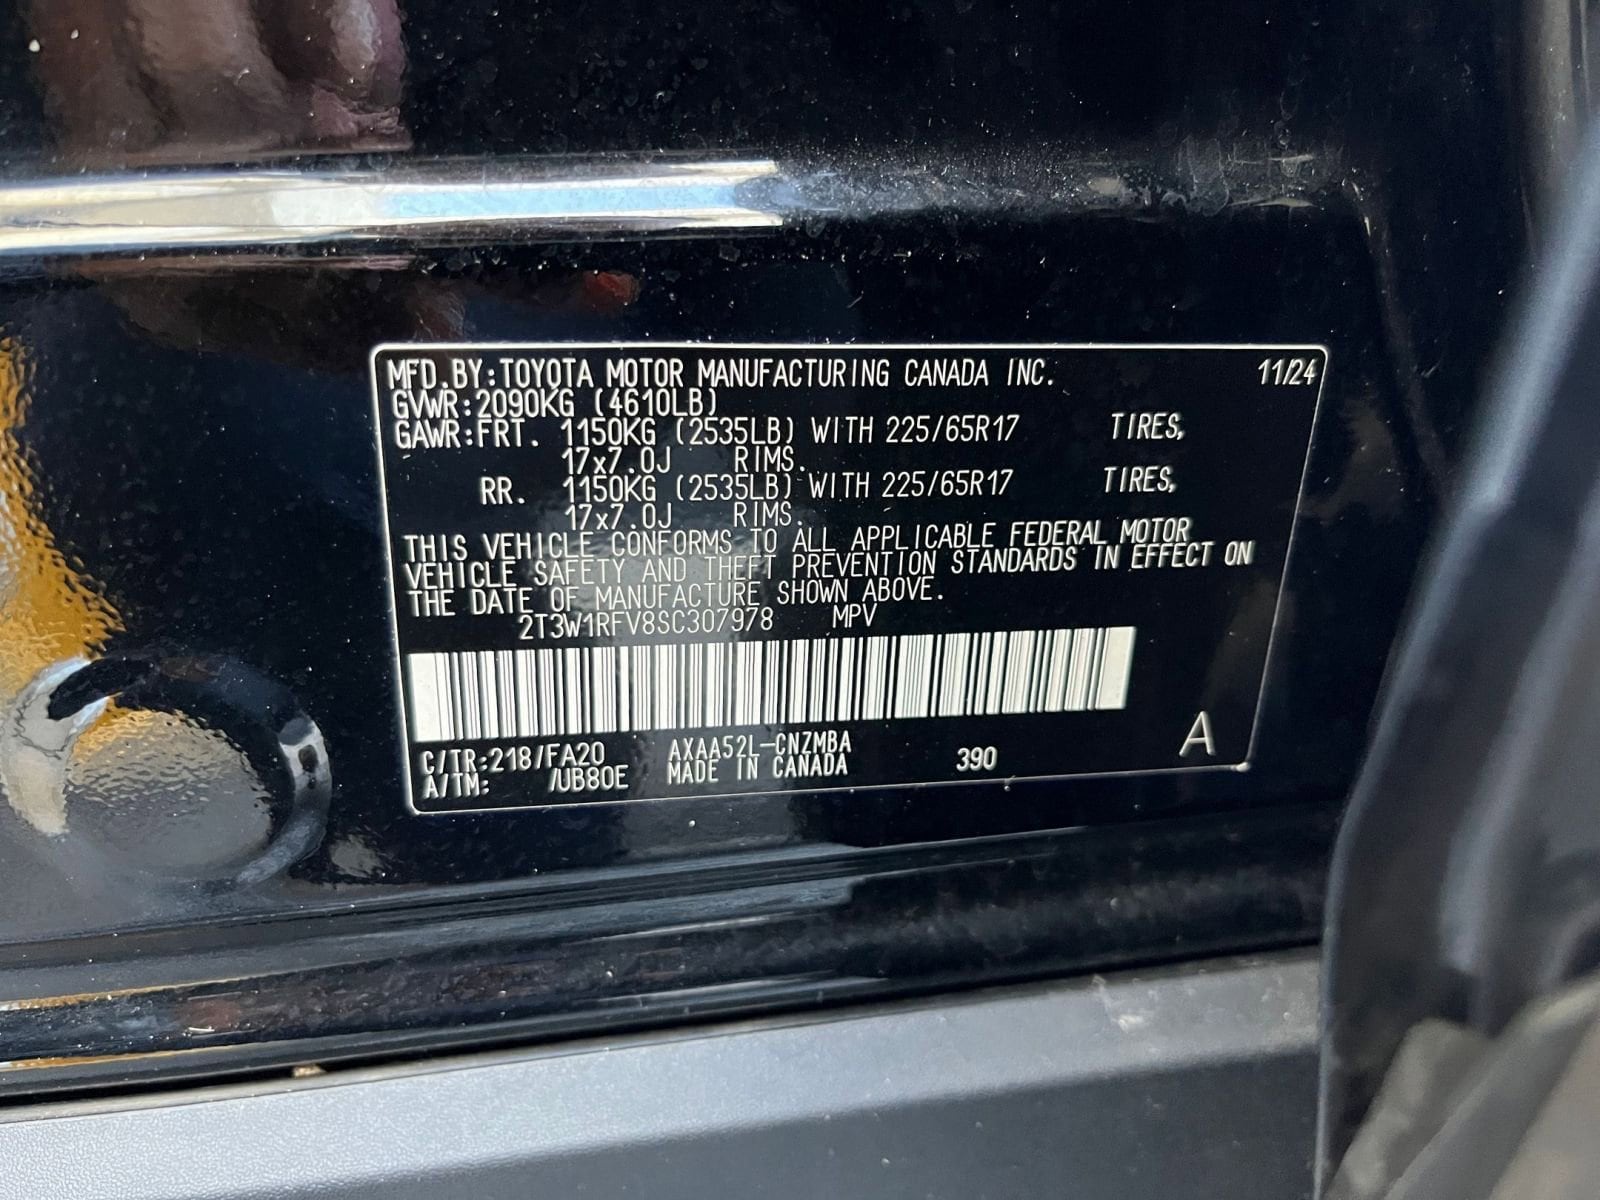 MFD.BY:TOYOTA MOTOR MANUFACTURING CANADA INC. 11/24
GVWR:2090KG (4610LB)
GAWR:FRT. 1150KG (2535LB) WITH 225/65R17 TIRES,
17x7.0J RIMS.
RR. 1150KG (2535LB) WITH 225/65R17 TIRES,
17x7.0J RIMS.
THIS VEHICLE CONFORMS TO ALL APPLICABLE FEDERAL MOTOR
VEHICLE SAFETY AND THEFT PREVENTION STANDARDS IN EFFECT ON
THE DATE OF MANUFACTURE SHOWN ABOVE.
2T3W1RFV8SC307978 MPV
C/TR:218/FA20 AXAA52L-CNZMBA 390 A
A/TM: /UB80E MADE IN CANADA